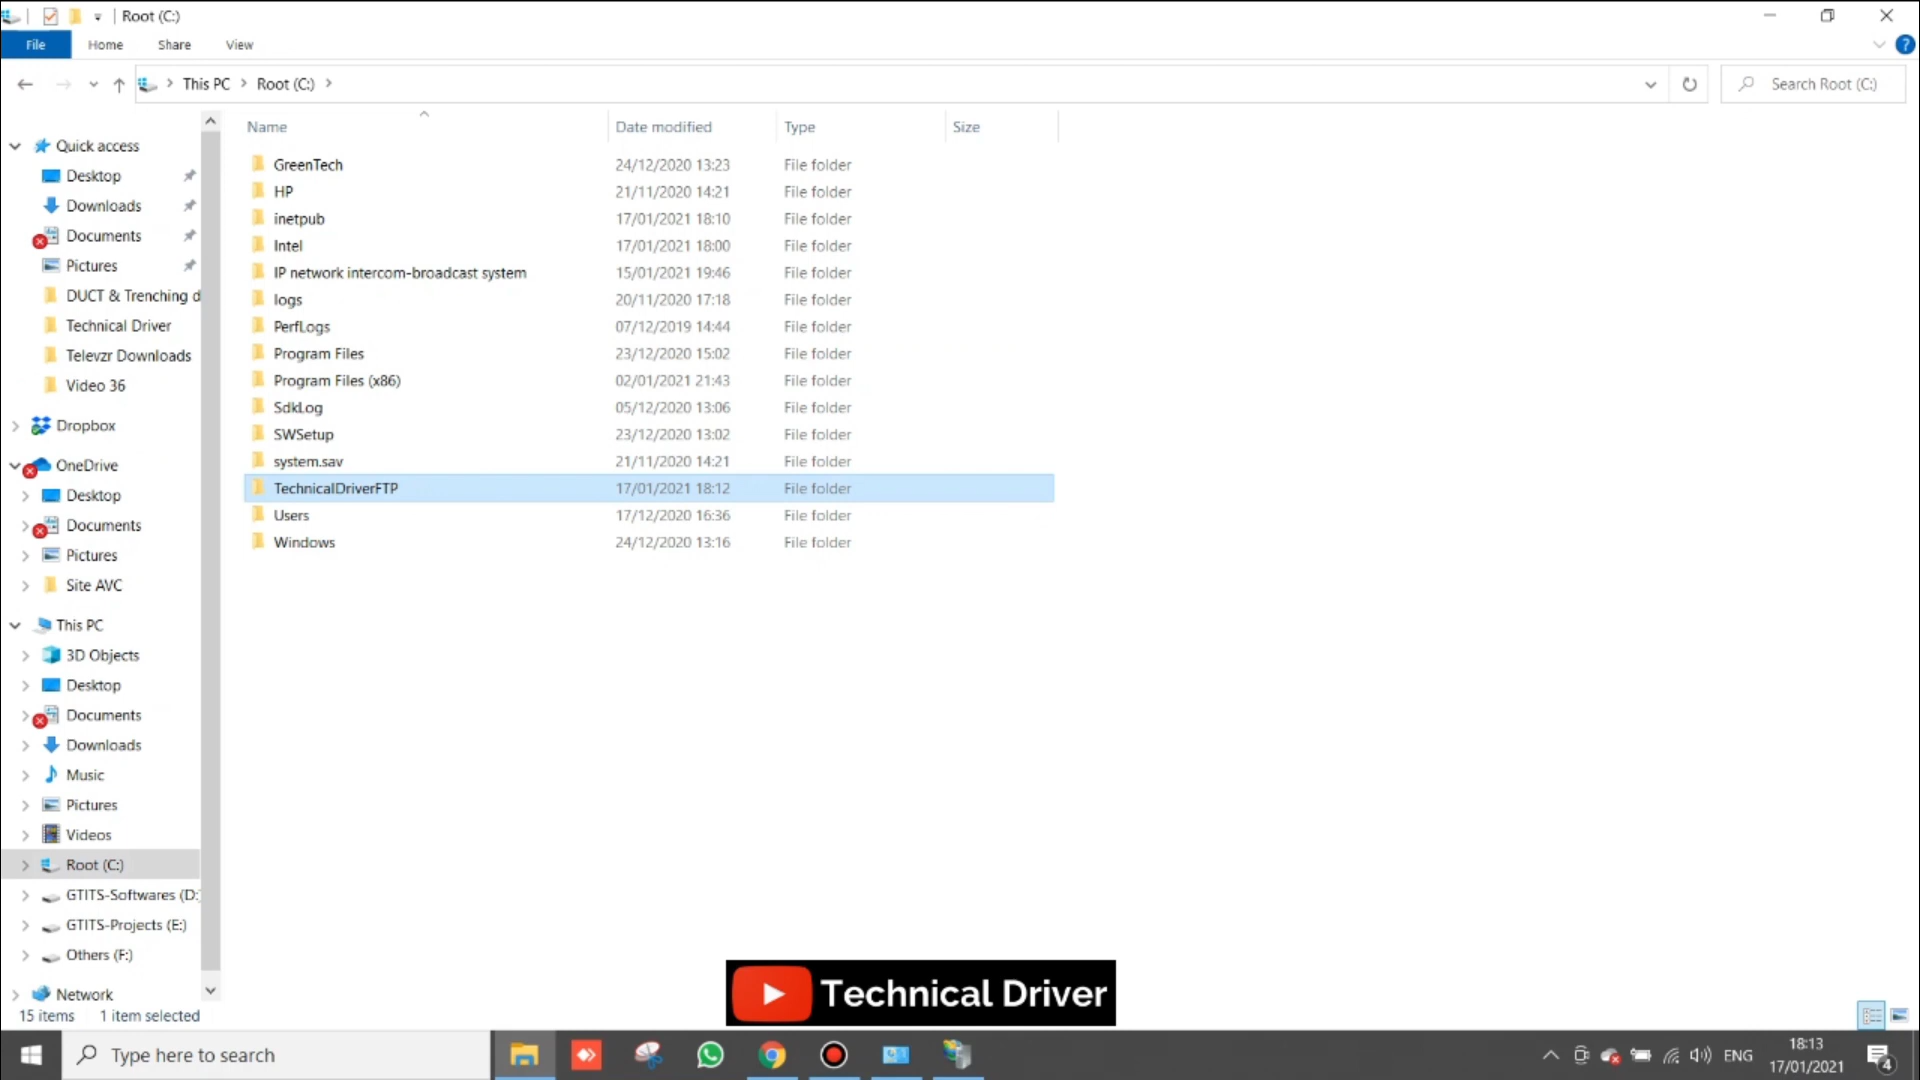 Root (C:)
File Home Share View
This PC Root (C:) Search Root (C:)
Name Date modified Type Size
Quick access
Desktop
Downloads
Documents
Pictures
DUCT & Trenching d
Technical Driver
Televzr Downloads
Video 36
Dropbox
OneDrive
Desktop
Documents
Pictures
Site AVC
This PC
3D Objects
Desktop
Documents
Downloads
Music
Pictures
Videos
Root (C:)
GTITS-Softwares (D:)
GTITS-Projects (E:)
Others (F:)
Network
GreenTech 24/12/2020 13:23 File folder
HP 21/11/2020 14:21 File folder
inetpub 17/01/2021 18:10 File folder
Intel 17/01/2021 18:00 File folder
IP network intercom-broadcast system 15/01/2021 19:46 File folder
logs 20/11/2020 17:18 File folder
PerfLogs 07/12/2019 14:44 File folder
Program Files 23/12/2020 15:02 File folder
Program Files (x86) 02/01/2021 21:43 File folder
SdkLog 05/12/2020 13:06 File folder
SWSetup 23/12/2020 13:02 File folder
system.sav 21/11/2020 14:21 File folder
TechnicalDriverFTP 17/01/2021 18:12 File folder
Users 17/12/2020 16:36 File folder
Windows 24/12/2020 13:16 File folder
Technical Driver
15 items 1 item selected
Type here to search
ENG
18:13
17/01/2021
4